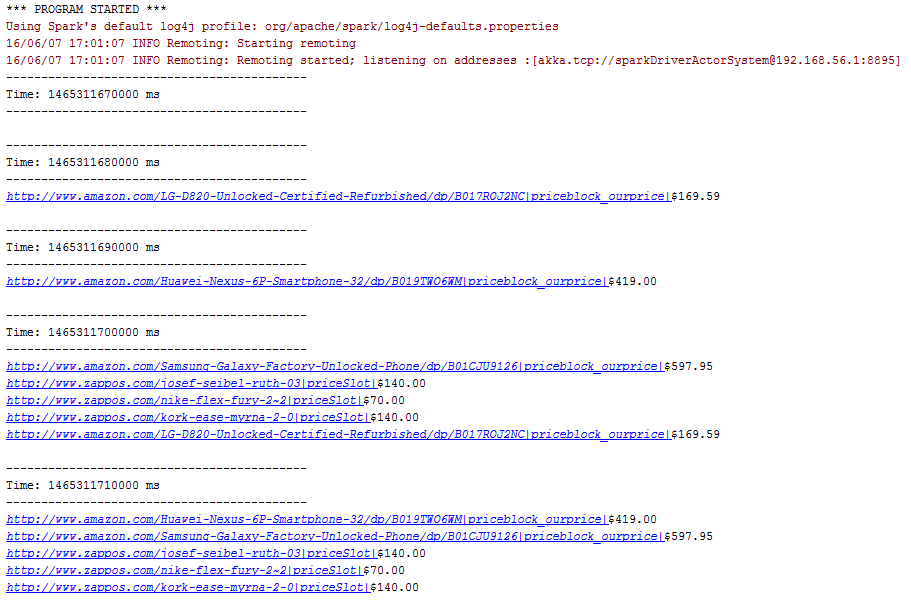 *** PROGRAM STARTED ***
Using Spark's default log4j profile: org/apache/spark/log4j-defaults.properties
16/06/07 17:01:07 INFO Remoting: Starting remoting
16/06/07 17:01:07 INFO Remoting: Remoting started; listening on addresses :[akka.tcp://sparkDriverActorSystem@192.168.56.1:8895]
-------------------------------------------
Time: 1465311670000 ms
-------------------------------------------
-------------------------------------------
Time: 1465311680000 ms
-------------------------------------------
http://www.amazon.com/LG-D820-Unlocked-Certified-Refurbished/dp/B017ROJ2NC|priceblock_ourprice|$169.59
-------------------------------------------
Time: 1465311690000 ms
-------------------------------------------
http://www.amazon.com/Huawei-Nexus-6P-Smartphone-32/dp/B019TWO6WM|priceblock_ourprice|$419.00
-------------------------------------------
Time: 1465311700000 ms
-------------------------------------------
http://www.amazon.com/Samsung-Galaxy-Factory-Unlocked-Phone/dp/B01CJU9126|priceblock_ourprice|$597.95
http://www.zappos.com/josef-seibel-ruth-03|priceSlot|$140.00
http://www.zappos.com/nike-flex-fury-2~2|priceSlot|$70.00
http://www.zappos.com/kork-ease-myrna-2-0|priceSlot|$140.00
http://www.amazon.com/LG-D820-Unlocked-Certified-Refurbished/dp/B017ROJ2NC|priceblock_ourprice|$169.59
-------------------------------------------
Time: 1465311710000 ms
-------------------------------------------
http://www.amazon.com/Huawei-Nexus-6P-Smartphone-32/dp/B019TWO6WM|priceblock_ourprice|$419.00
http://www.amazon.com/Samsung-Galaxy-Factory-Unlocked-Phone/dp/B01CJU9126|priceblock_ourprice|$597.95
http://www.zappos.com/josef-seibel-ruth-03|priceSlot|$140.00
http://www.zappos.com/nike-flex-fury-2~2|priceSlot|$70.00
http://www.zappos.com/kork-ease-myrna-2-0|priceSlot|$140.00